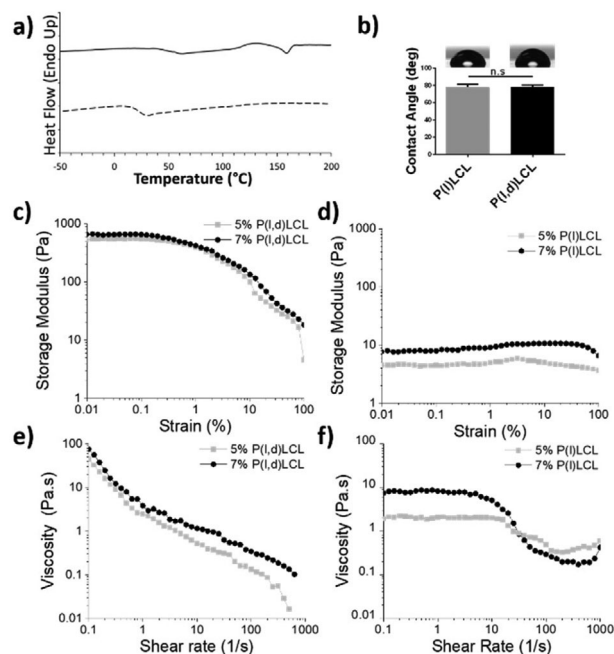 a)
Heat Flow (Endo Up)
-50 0 50 100 150 200
Temperature (°C)
b)
n.s
Contact Angle (deg)
100
80
60
40
20
0
P(l)LCL
P(l,d)LCL
c)
5% P(l,d)LCL
7% P(l,d)LCL
Storage Modulus (Pa)
1000
100
10
1
0.01 0.1 1 10 100
Strain (%)
d)
5% P(l)LCL
7% P(l)LCL
Storage Modulus (Pa)
1000
100
10
1
0.01 0.1 1 10 100
Strain (%)
e)
5% P(l,d)LCL
7% P(l,d)LCL
Viscosity (Pa.s)
100
10
1
0.1
0.01
0.1 1 10 100 1000
Shear rate (1/s)
f)
5% P(l)LCL
7% P(l)LCL
Viscosity (Pa.s)
100
10
1
0.1
0.01
0.1 1 10 100 1000
Shear Rate (1/s)